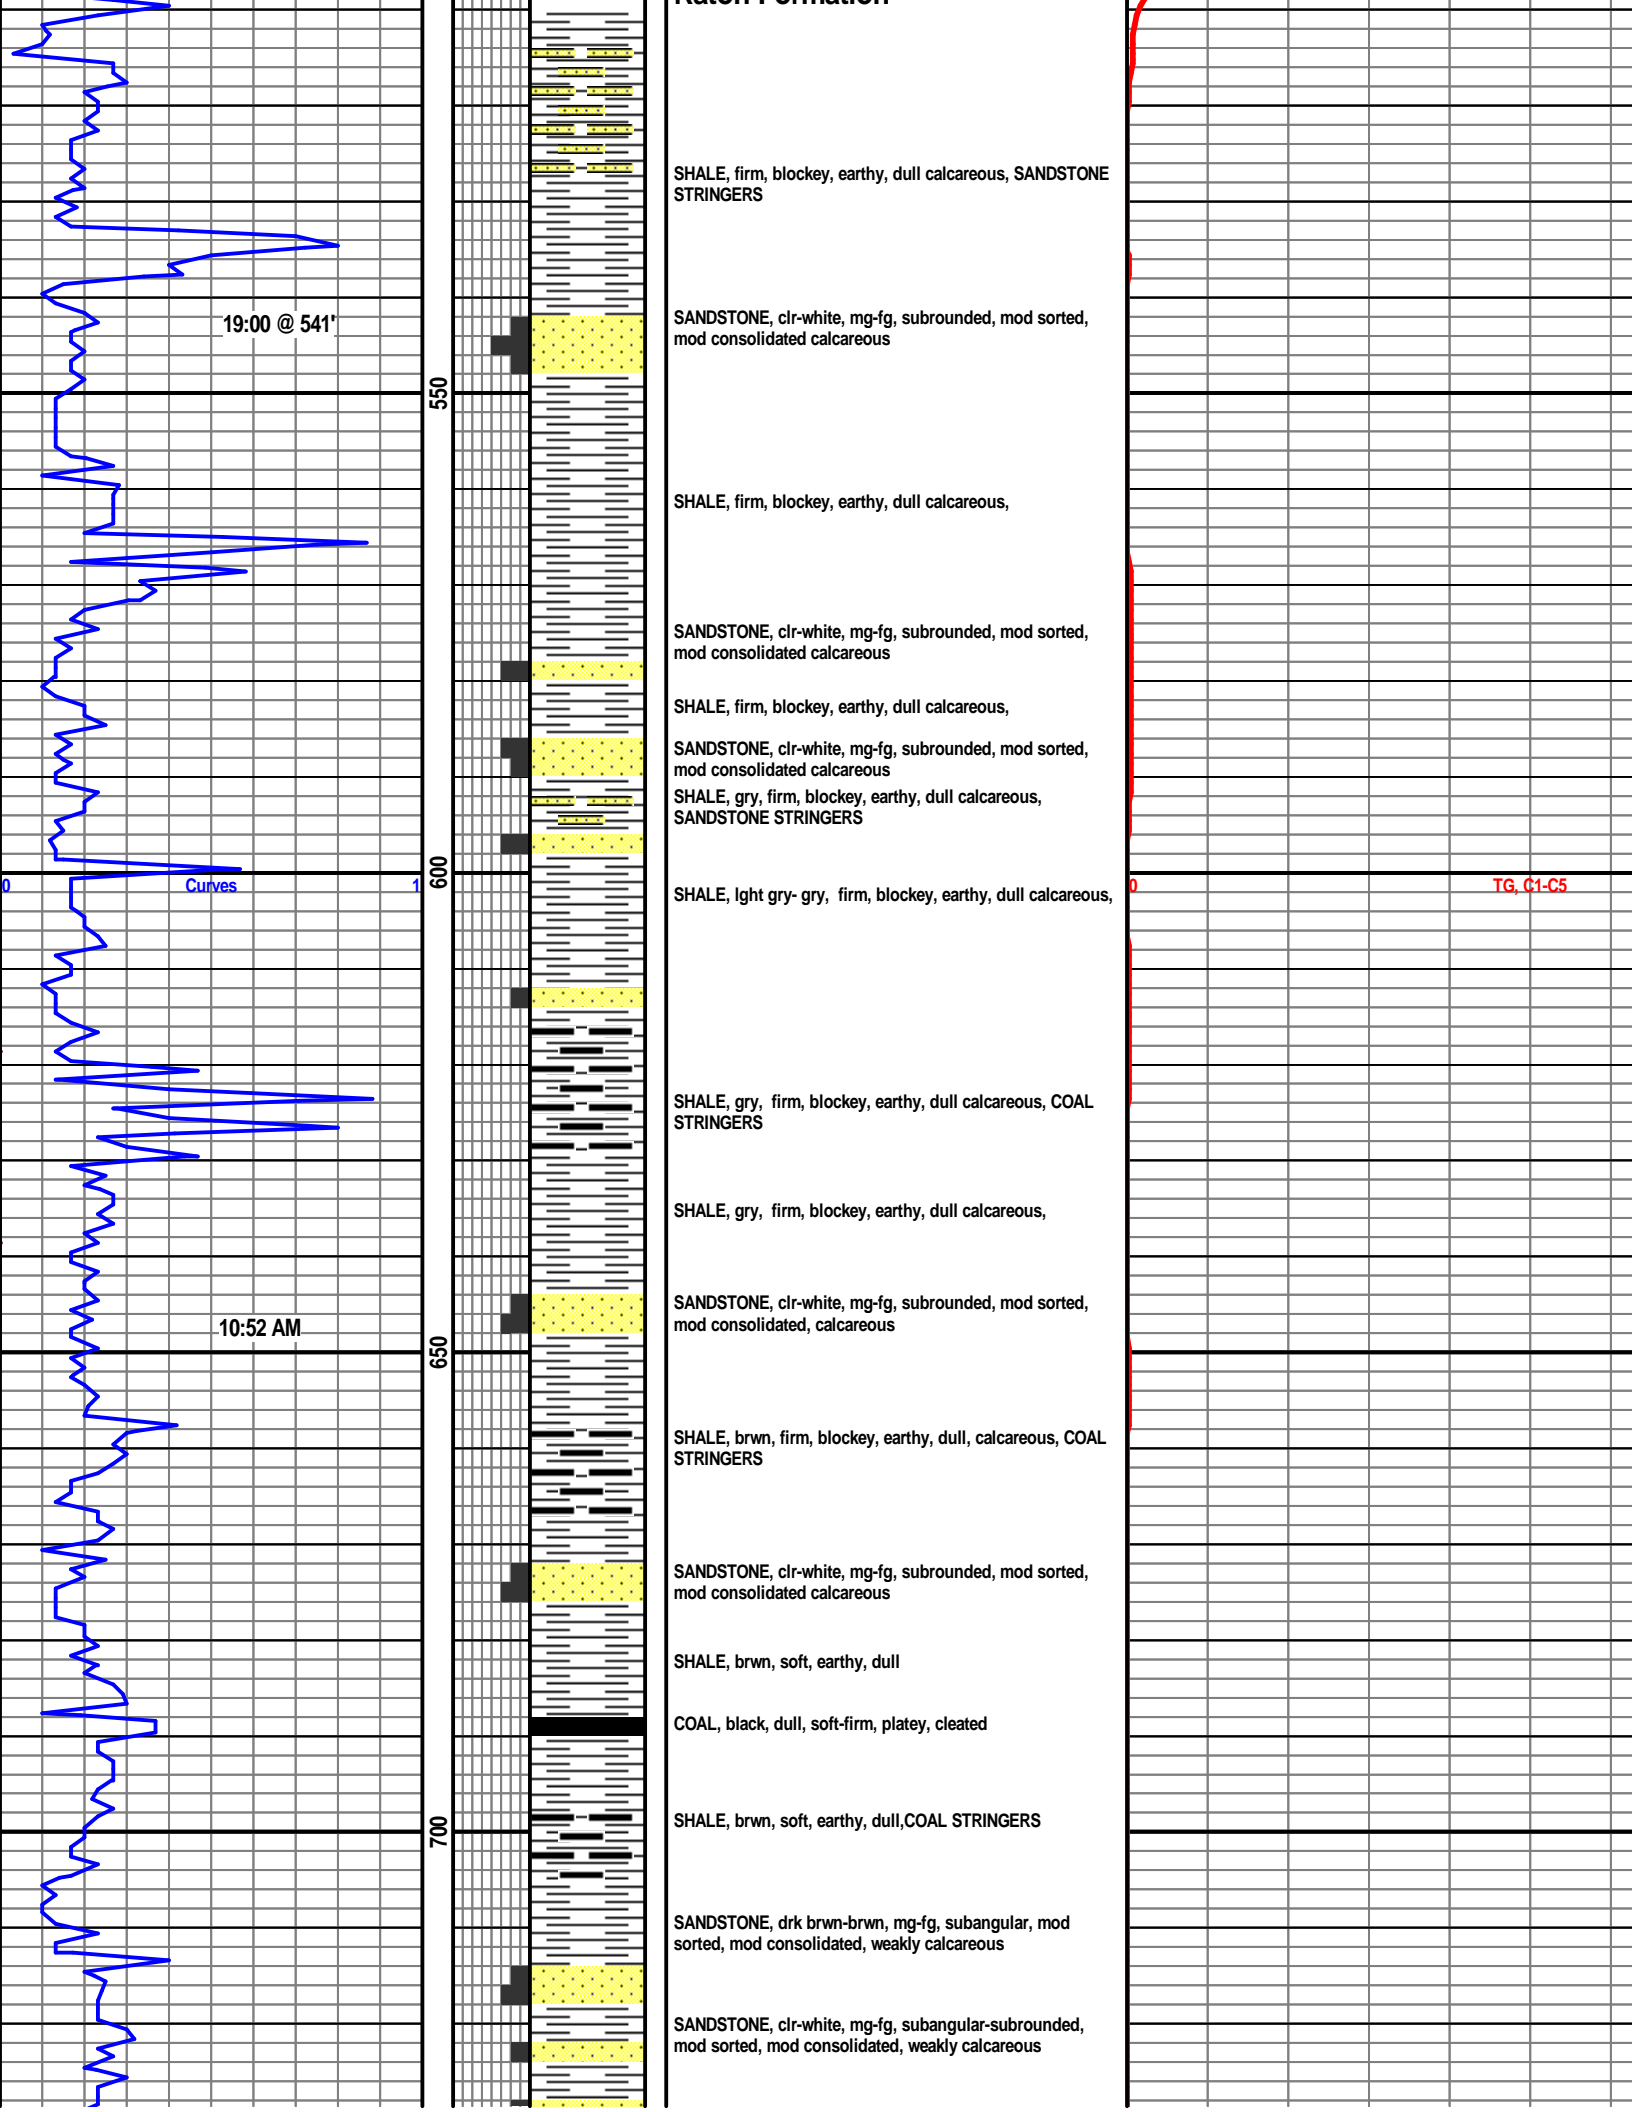 Raton Formation
SHALE, firm, blockey, earthy, dull calcareous, SANDSTONE
STRINGERS
19:00 @ 541'
SANDSTONE, clr-white, mg-fg, subrounded, mod sorted,
mod consolidated calcareous
550
SHALE, firm, blockey, earthy, dull calcareous,
SANDSTONE, clr-white, mg-fg, subrounded, mod sorted,
mod consolidated calcareous
SHALE, firm, blockey, earthy, dull calcareous,
SANDSTONE, clr-white, mg-fg, subrounded, mod sorted,
mod consolidated calcareous
SHALE, gry, firm, blockey, earthy, dull calcareous,
SANDSTONE STRINGERS
600
0 Curves 1
0 TG, C1-C5
SHALE, lght gry- gry, firm, blockey, earthy, dull calcareous,
SHALE, gry, firm, blockey, earthy, dull calcareous, COAL
STRINGERS
SHALE, gry, firm, blockey, earthy, dull calcareous,
SANDSTONE, clr-white, mg-fg, subrounded, mod sorted,
mod consolidated, calcareous
10:52 AM
650
SHALE, brwn, firm, blockey, earthy, dull, calcareous, COAL
STRINGERS
SANDSTONE, clr-white, mg-fg, subrounded, mod sorted,
mod consolidated calcareous
SHALE, brwn, soft, earthy, dull
COAL, black, dull, soft-firm, platey, cleated
SHALE, brwn, soft, earthy, dull,COAL STRINGERS
700
SANDSTONE, drk brwn-brwn, mg-fg, subangular, mod
sorted, mod consolidated, weakly calcareous
SANDSTONE, clr-white, mg-fg, subangular-subrounded,
mod sorted, mod consolidated, weakly calcareous